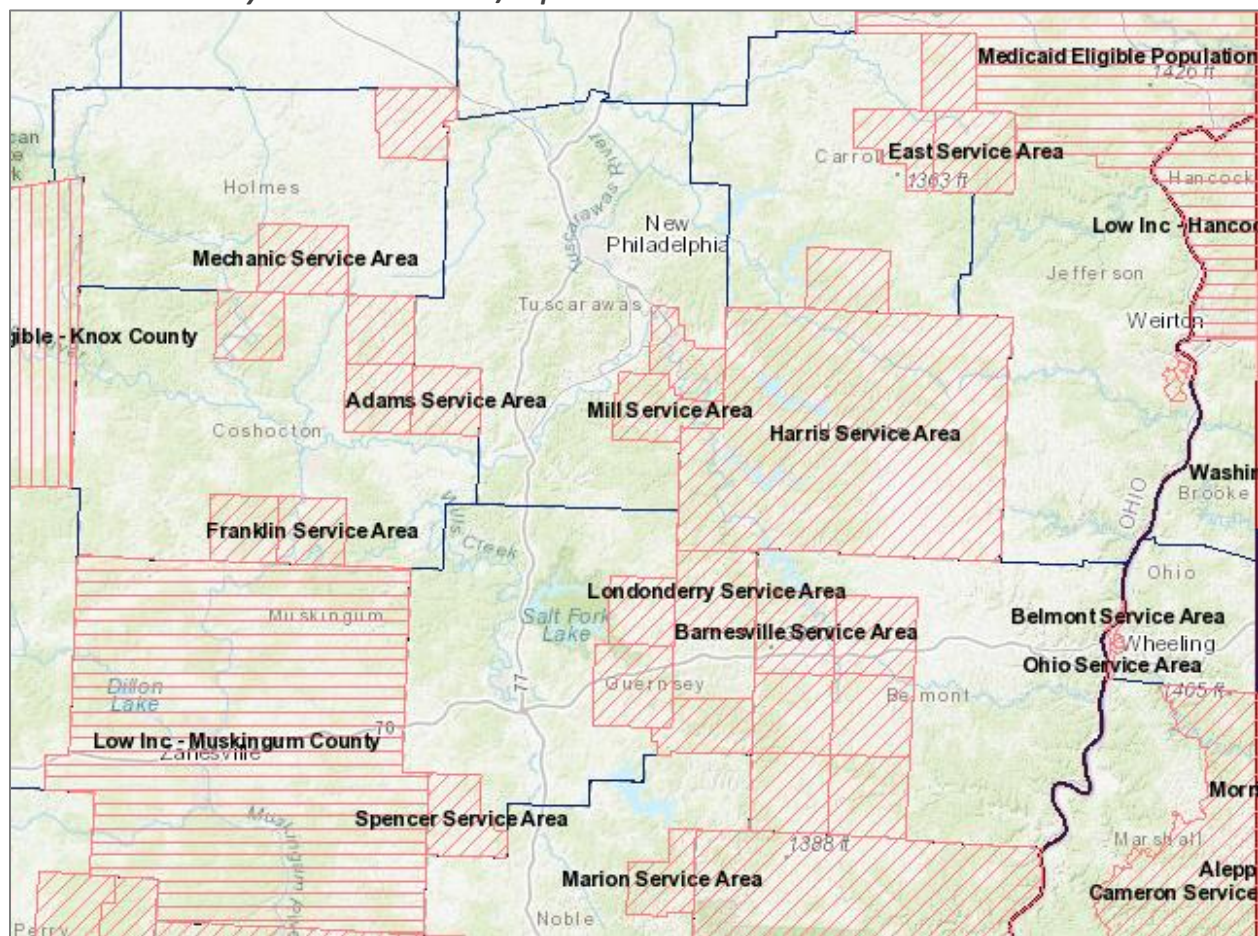 Medicaid Eligible Population
1426 ft
Carroll
East Service Area
1363 ft
Hancock
Holmes
River
Tuscarawas
New
Philadelphia
Low Inc - Hancoc
Mechanic Service Area
Jefferson
Tuscarawas
Weirton
gible - Knox County
Adams Service Area
Mill Service Area
Coshocton
Harris Service Area
Washin
Brooke
OHIO
Franklin Service Area
Wills Creek
Ohio
Londonderry Service Area
Muskingum
Salt Fork
Lake
Belmont Service Area
Barnesville Service Area
Wheeling
Ohio Service Area
Guernsey
77
Dillon
Lake
Belmont
1405 ft
70
Low Inc - Muskingum County
Zanesville
Morri
Spencer Service Area
Muskingum
Marshall
1388 ft
Marion Service Area
Alepp
Cameron Service
Noble
Perry